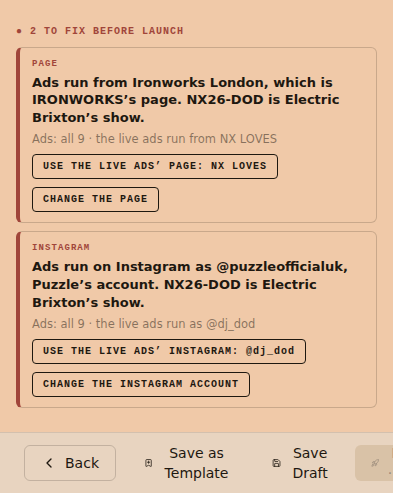 • 2 TO FIX BEFORE LAUNCH
PAGE
Ads run from Ironworks London, which is
IRONWORKS’s page. NX26-DOD is Electric
Brixton’s show.
Ads: all 9 · the live ads run from NX LOVES
USE THE LIVE ADS’ PAGE: NX LOVES
CHANGE THE PAGE
INSTAGRAM
Ads run on Instagram as @puzzleofficialuk,
Puzzle’s account. NX26-DOD is Electric
Brixton’s show.
Ads: all 9 · the live ads run as @dj_dod
USE THE LIVE ADS’ INSTAGRAM: @dj_dod
CHANGE THE INSTAGRAM ACCOUNT
Back
Save as
Template
Save
Draft